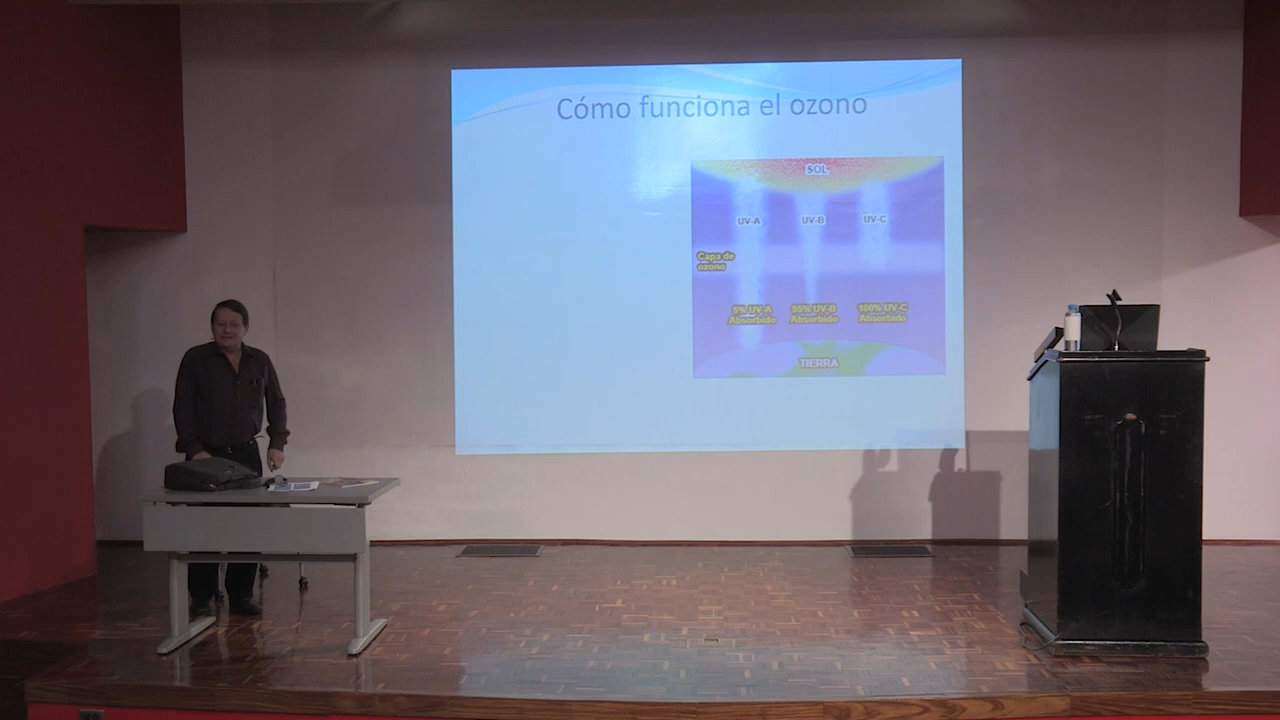 Cómo funciona el ozono
SOL
UV-A UV-B UV-C
Capa de
ozono
5% UV-A 95% UV-B 100% UV-C
Absorbido Absorbido Absorbido
TIERRA